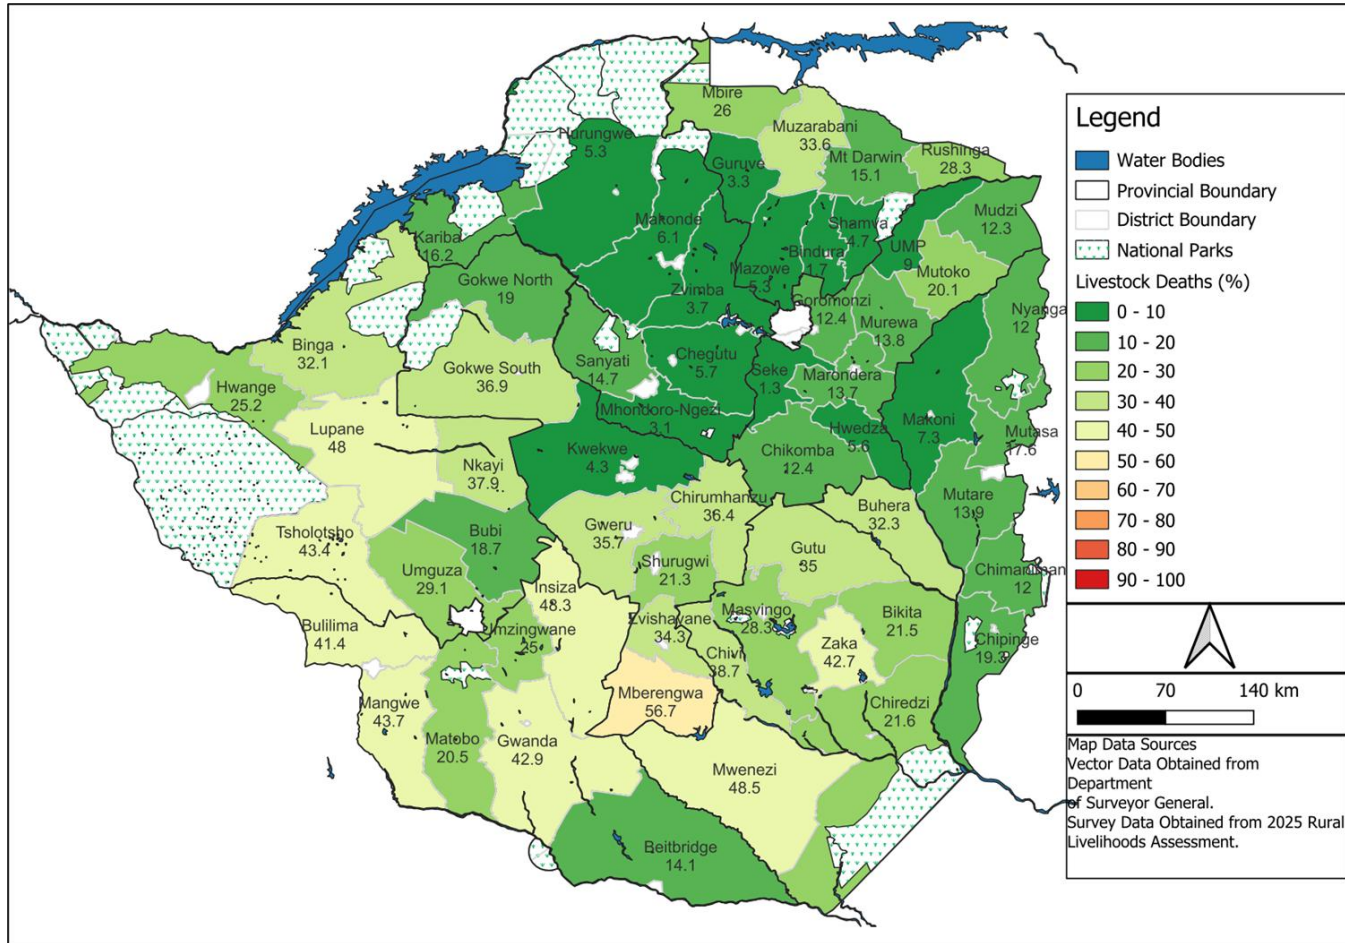 Mbire
26
Muzarabani
33.6
Hurungwe
5.3
Guruve
3.3
Mt Darwin
15.1
Rushinga
28.3
Makonde
6.1
Shamva
4.7
Bindura
1.7
UMP
9
Mudzi
12.3
Kariba
16.2
Mazowe
5.3
Mutoko
20.1
Gokwe North
19
Zvimba
3.7
Goromonzi
12.4
Murewa
13.8
Nyanga
12
Binga
32.1
Gokwe South
36.9
Sanyati
14.7
Chegutu
5.7
Seke
1.3
Marondera
13.7
Hwange
25.2
Mhondoro-Ngezi
3.1
Hwedza
5.6
Makoni
7.3
Mutasa
17.6
Lupane
48
Nkayi
37.9
Kwekwe
4.3
Chikomba
12.4
Chirumhanzu
36.4
Buhera
32.3
Mutare
13.9
Tsholotsho
43.4
Bubi
18.7
Gweru
35.7
Gutu
35
Umguza
29.1
Shurugwi
21.3
Chimaniman
12
Insiza
48.3
Bulilima
41.4
Umzingwane
25
Zvishavane
34.3
Masvingo
28.3
Bikita
21.5
Zaka
42.7
Chipinge
19.3
Chivi
38.7
Mangwe
43.7
Mberengwa
56.7
Chiredzi
21.6
Matobo
20.5
Gwanda
42.9
Mwenezi
48.5
Beitbridge
14.1
Legend
Water Bodies
Provincial Boundary
District Boundary
National Parks
Livestock Deaths (%)
0 - 10
10 - 20
20 - 30
30 - 40
40 - 50
50 - 60
60 - 70
70 - 80
80 - 90
90 - 100
0 70 140 km
Map Data Sources
Vector Data Obtained from
Department
of Surveyor General.
Survey Data Obtained from 2025 Rural
Livelihoods Assessment.